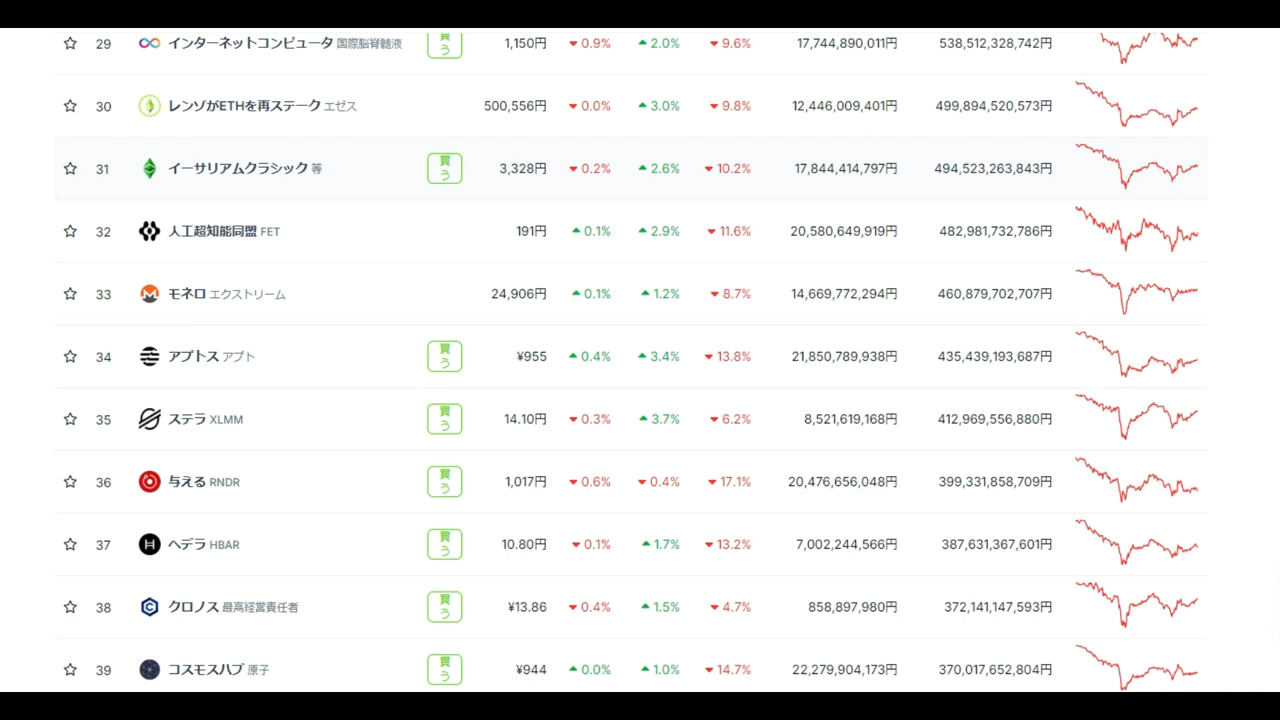 29 インターネットコンピュータ 国際脳脊髄液 買う 1,150円 0.9% 2.0% 9.6% 17,744,890,011円 538,512,328,742円
30 レンゾがETHを再ステーク エゼス 500,556円 0.0% 3.0% 9.8% 12,446,009,401円 499,894,520,573円
31 イーサリアムクラシック 等 買う 3,328円 0.2% 2.6% 10.2% 17,844,414,797円 494,523,263,843円
32 人工超知能同盟 FET 191円 0.1% 2.9% 11.6% 20,580,649,919円 482,981,732,786円
33 モネロ エクストリーム 24,906円 0.1% 1.2% 8.7% 14,669,772,294円 460,879,702,707円
34 アプトス アプト 買う ¥955 0.4% 3.4% 13.8% 21,850,789,938円 435,439,193,687円
35 ステラ XLMM 買う 14.10円 0.3% 3.7% 6.2% 8,521,619,168円 412,969,556,880円
36 与える RNDR 買う 1,017円 0.6% 0.4% 17.1% 20,476,656,048円 399,331,858,709円
37 ヘデラ HBAR 買う 10.80円 0.1% 1.7% 13.2% 7,002,244,566円 387,631,367,601円
38 クロノス 最高経営責任者 買う ¥13.86 0.4% 1.5% 4.7% 858,897,980円 372,141,147,593円
39 コスモスハブ 原子 買う ¥944 0.0% 1.0% 14.7% 22,279,904,173円 370,017,652,804円